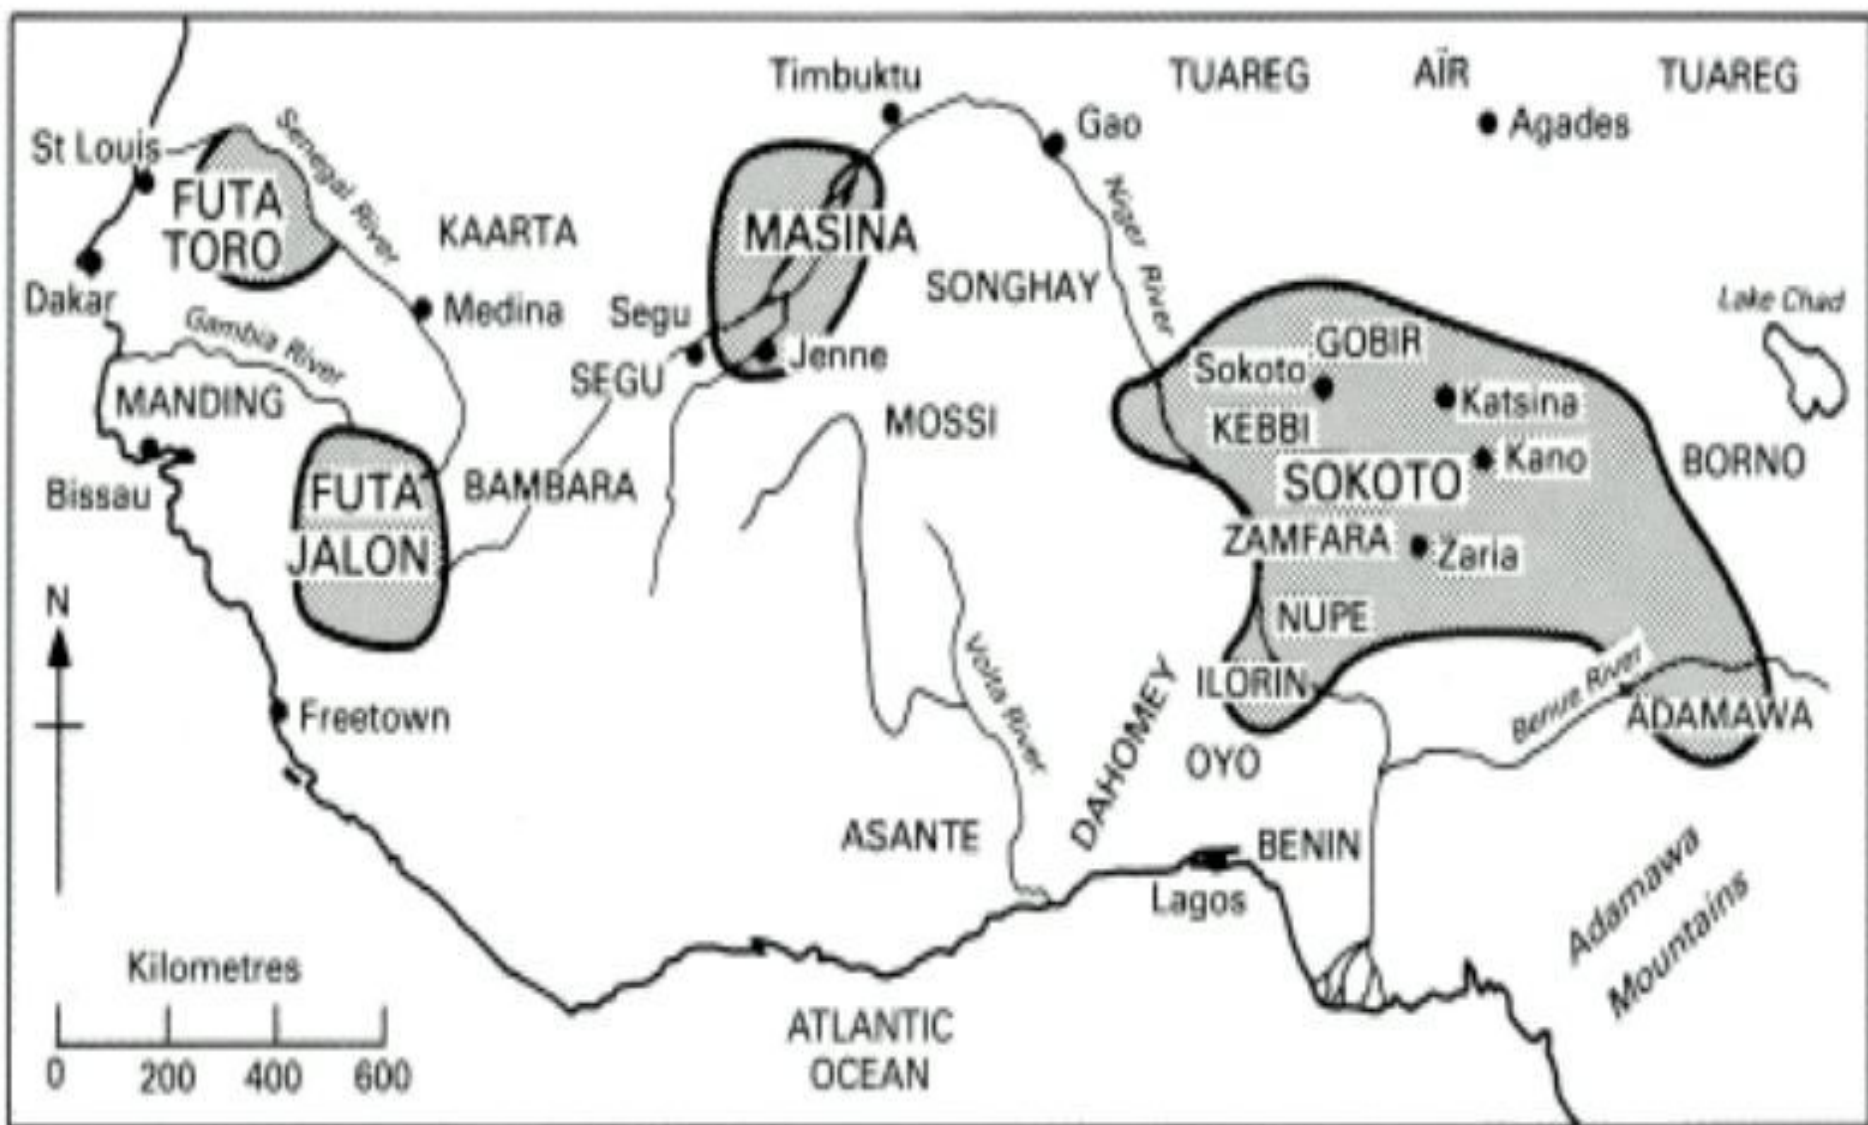 Timbuktu
TUAREG
AÏR
TUAREG
St Louis
Senegal River
Gao
Agades
FUTA
TORO
KAARTA
MASINA
Niger River
SONGHAY
Dakar
Medina
Segu
Lake Chad
Gambia River
Jenne
SEGU
GOBIR
Sokoto
Katsina
MANDING
MOSSI
KEBBI
Kano
BORNO
Bissau
FUTA
JALON
BAMBARA
SOKOTO
ZAMFARA
Zaria
N
NUPE
Freetown
Volta River
DAHOMEY
ILORIN
Benue River
ADAMAWA
OYO
ASANTE
BENIN
Lagos
Adamawa
Mountains
Kilometres
0 200 400 600
ATLANTIC
OCEAN